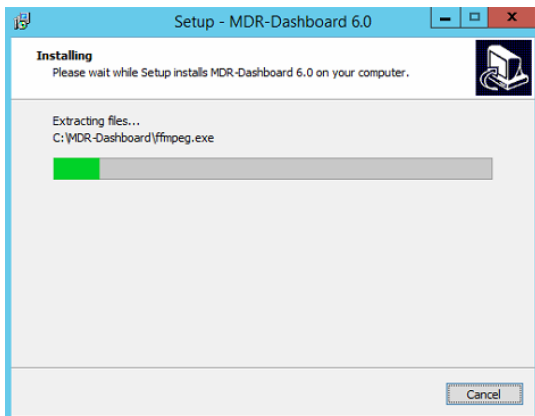 Setup - MDR-Dashboard 6.0
Installing
Please wait while Setup installs MDR-Dashboard 6.0 on your computer.
Extracting files...
C:\MDR-Dashboard\ffmpeg.exe
Cancel